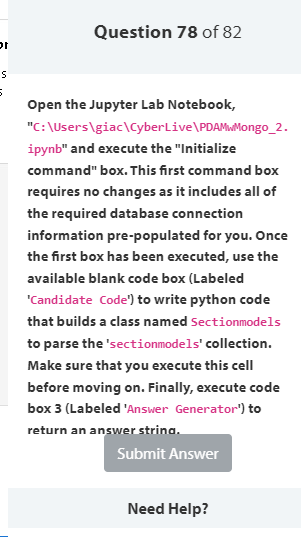 Question 78 of 82
Open the Jupyter Lab Notebook,
"C:\Users\giac\CyberLive\PDAMwMongo_2.
ipynb" and execute the "Initialize
command" box. This first command box
requires no changes as it includes all of
the required database connection
information pre-populated for you. Once
the first box has been executed, use the
available blank code box (Labeled
'Candidate Code') to write python code
that builds a class named Sectionmodels
to parse the 'sectionmodels' collection.
Make sure that you execute this cell
before moving on. Finally, execute code
box 3 (Labeled 'Answer Generator') to
return an answer string.
Submit Answer
Need Help?